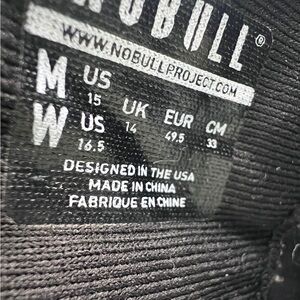 NOBULL®
WWW.NOBULLPROJECT.COM
M US 15 UK 14 EUR 49.5 CM 33
W US 16.5
DESIGNED IN THE USA
MADE IN CHINA
FABRIQUE EN CHINE